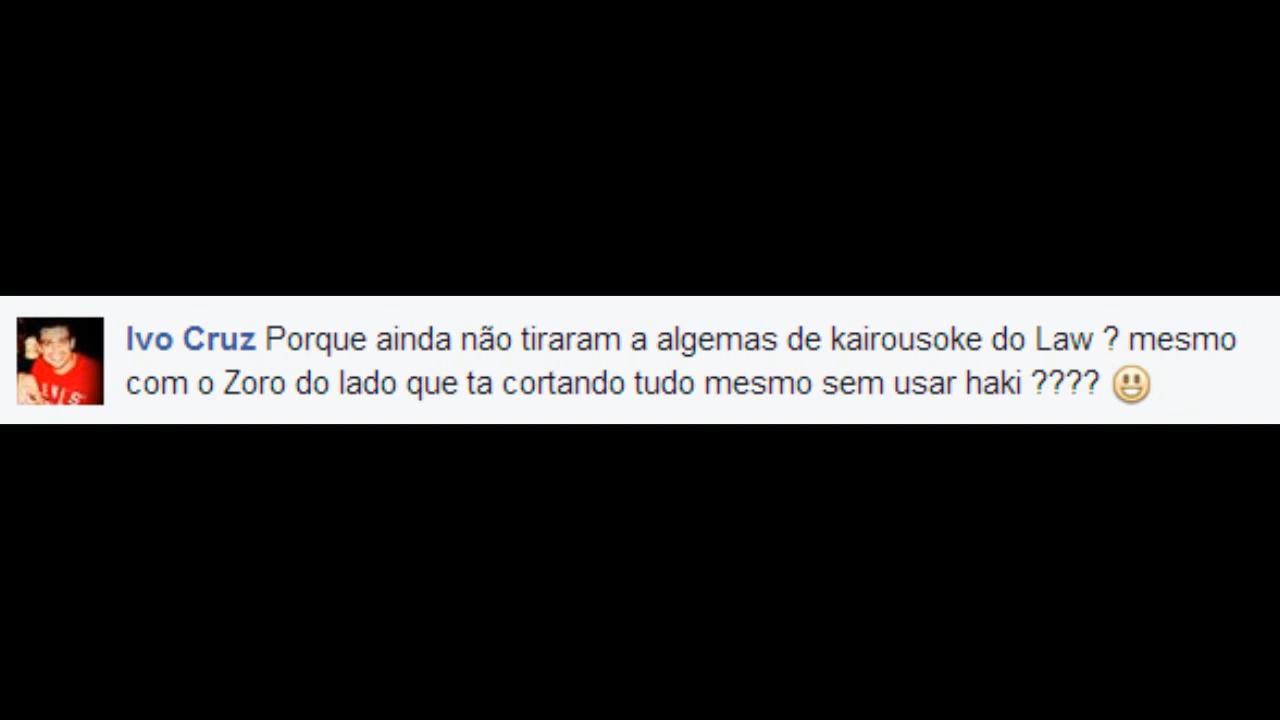 Ivo Cruz Porque ainda não tiraram a algemas de kairousoke do Law ? mesmo
com o Zoro do lado que ta cortando tudo mesmo sem usar haki ???? 😃